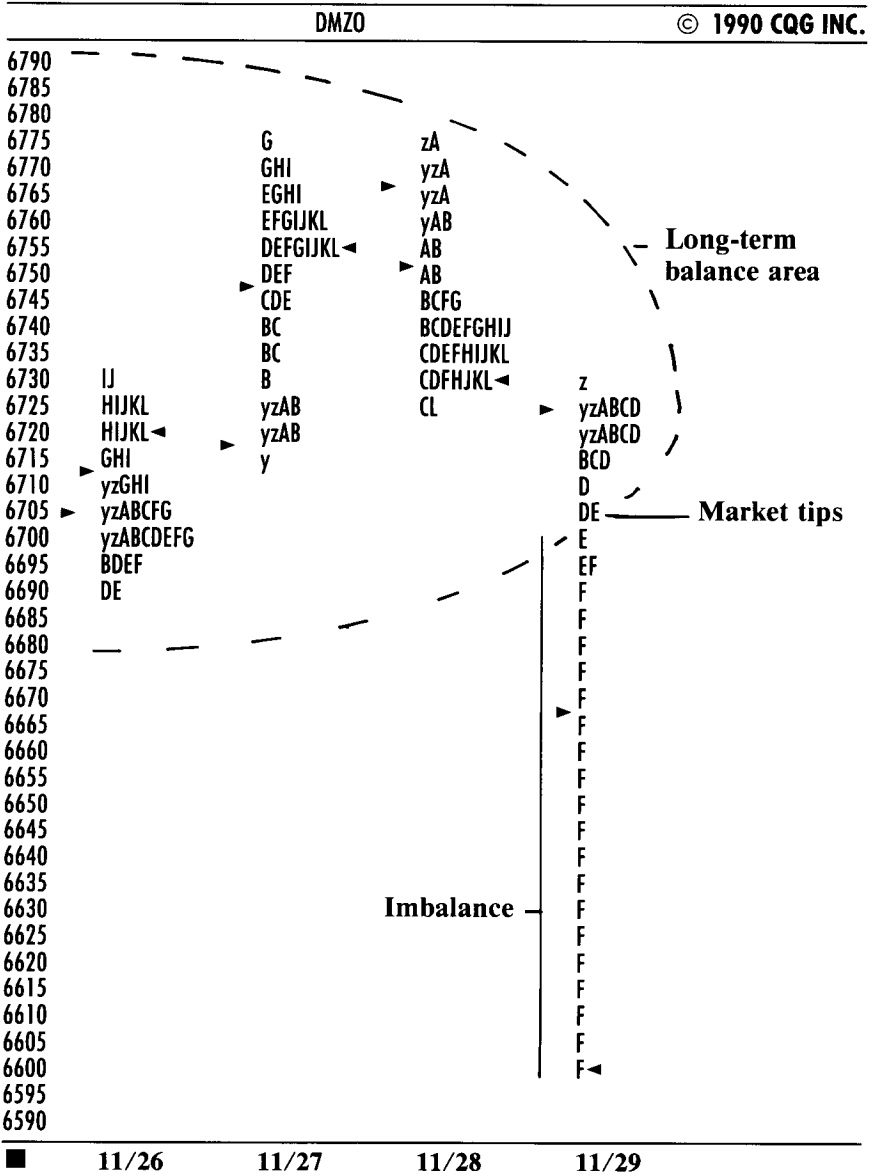 DMZO © 1990 CQG INC.
6790
6785
6780
6775 G zA
6770 GHI yzA
6765 EGHI yzA
6760 EFGIJKL yAB
6755 DEFGIJKL AB Long-term
6750 DEF AB balance area
6745 CDE BCFG
6740 BC BCDEFGHIJ
6735 BC CDEFHIJKL
6730 IJ B CDFHJKL z
6725 HIJKL yzAB CL yzABCD
6720 HIJKL yzAB yzABCD
6715 GHI y BCD
6710 yzGHI D
6705 yzABCFG DE Market tips
6700 yzABCDEFG E
6695 BDEF EF
6690 DE F
6685 F
6680 F
6675 F
6670 F
6665 F
6660 F
6655 F
6650 F
6645 F
6640 F
6635 F
6630 Imbalance F
6625 F
6620 F
6615 F
6610 F
6605 F
6600 F
6595
6590
11/26 11/27 11/28 11/29